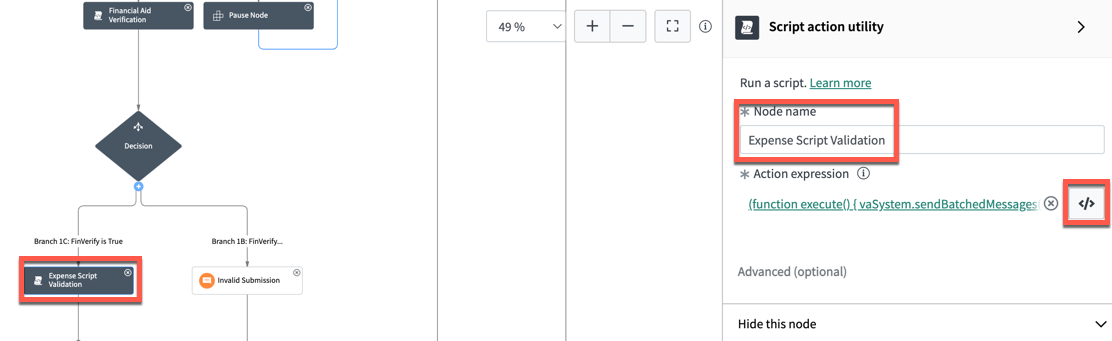 Financial Aid
Verification
Pause Node
Decision
Branch 1C: FinVerify is True
Branch 1B: FinVerify...
Expense Script
Validation
Invalid Submission
49 %
Script action utility
Run a script. Learn more
Node name
Expense Script Validation
Action expression
(function execute() { vaSystem.sendBatchedMessages(
Advanced (optional)
Hide this node